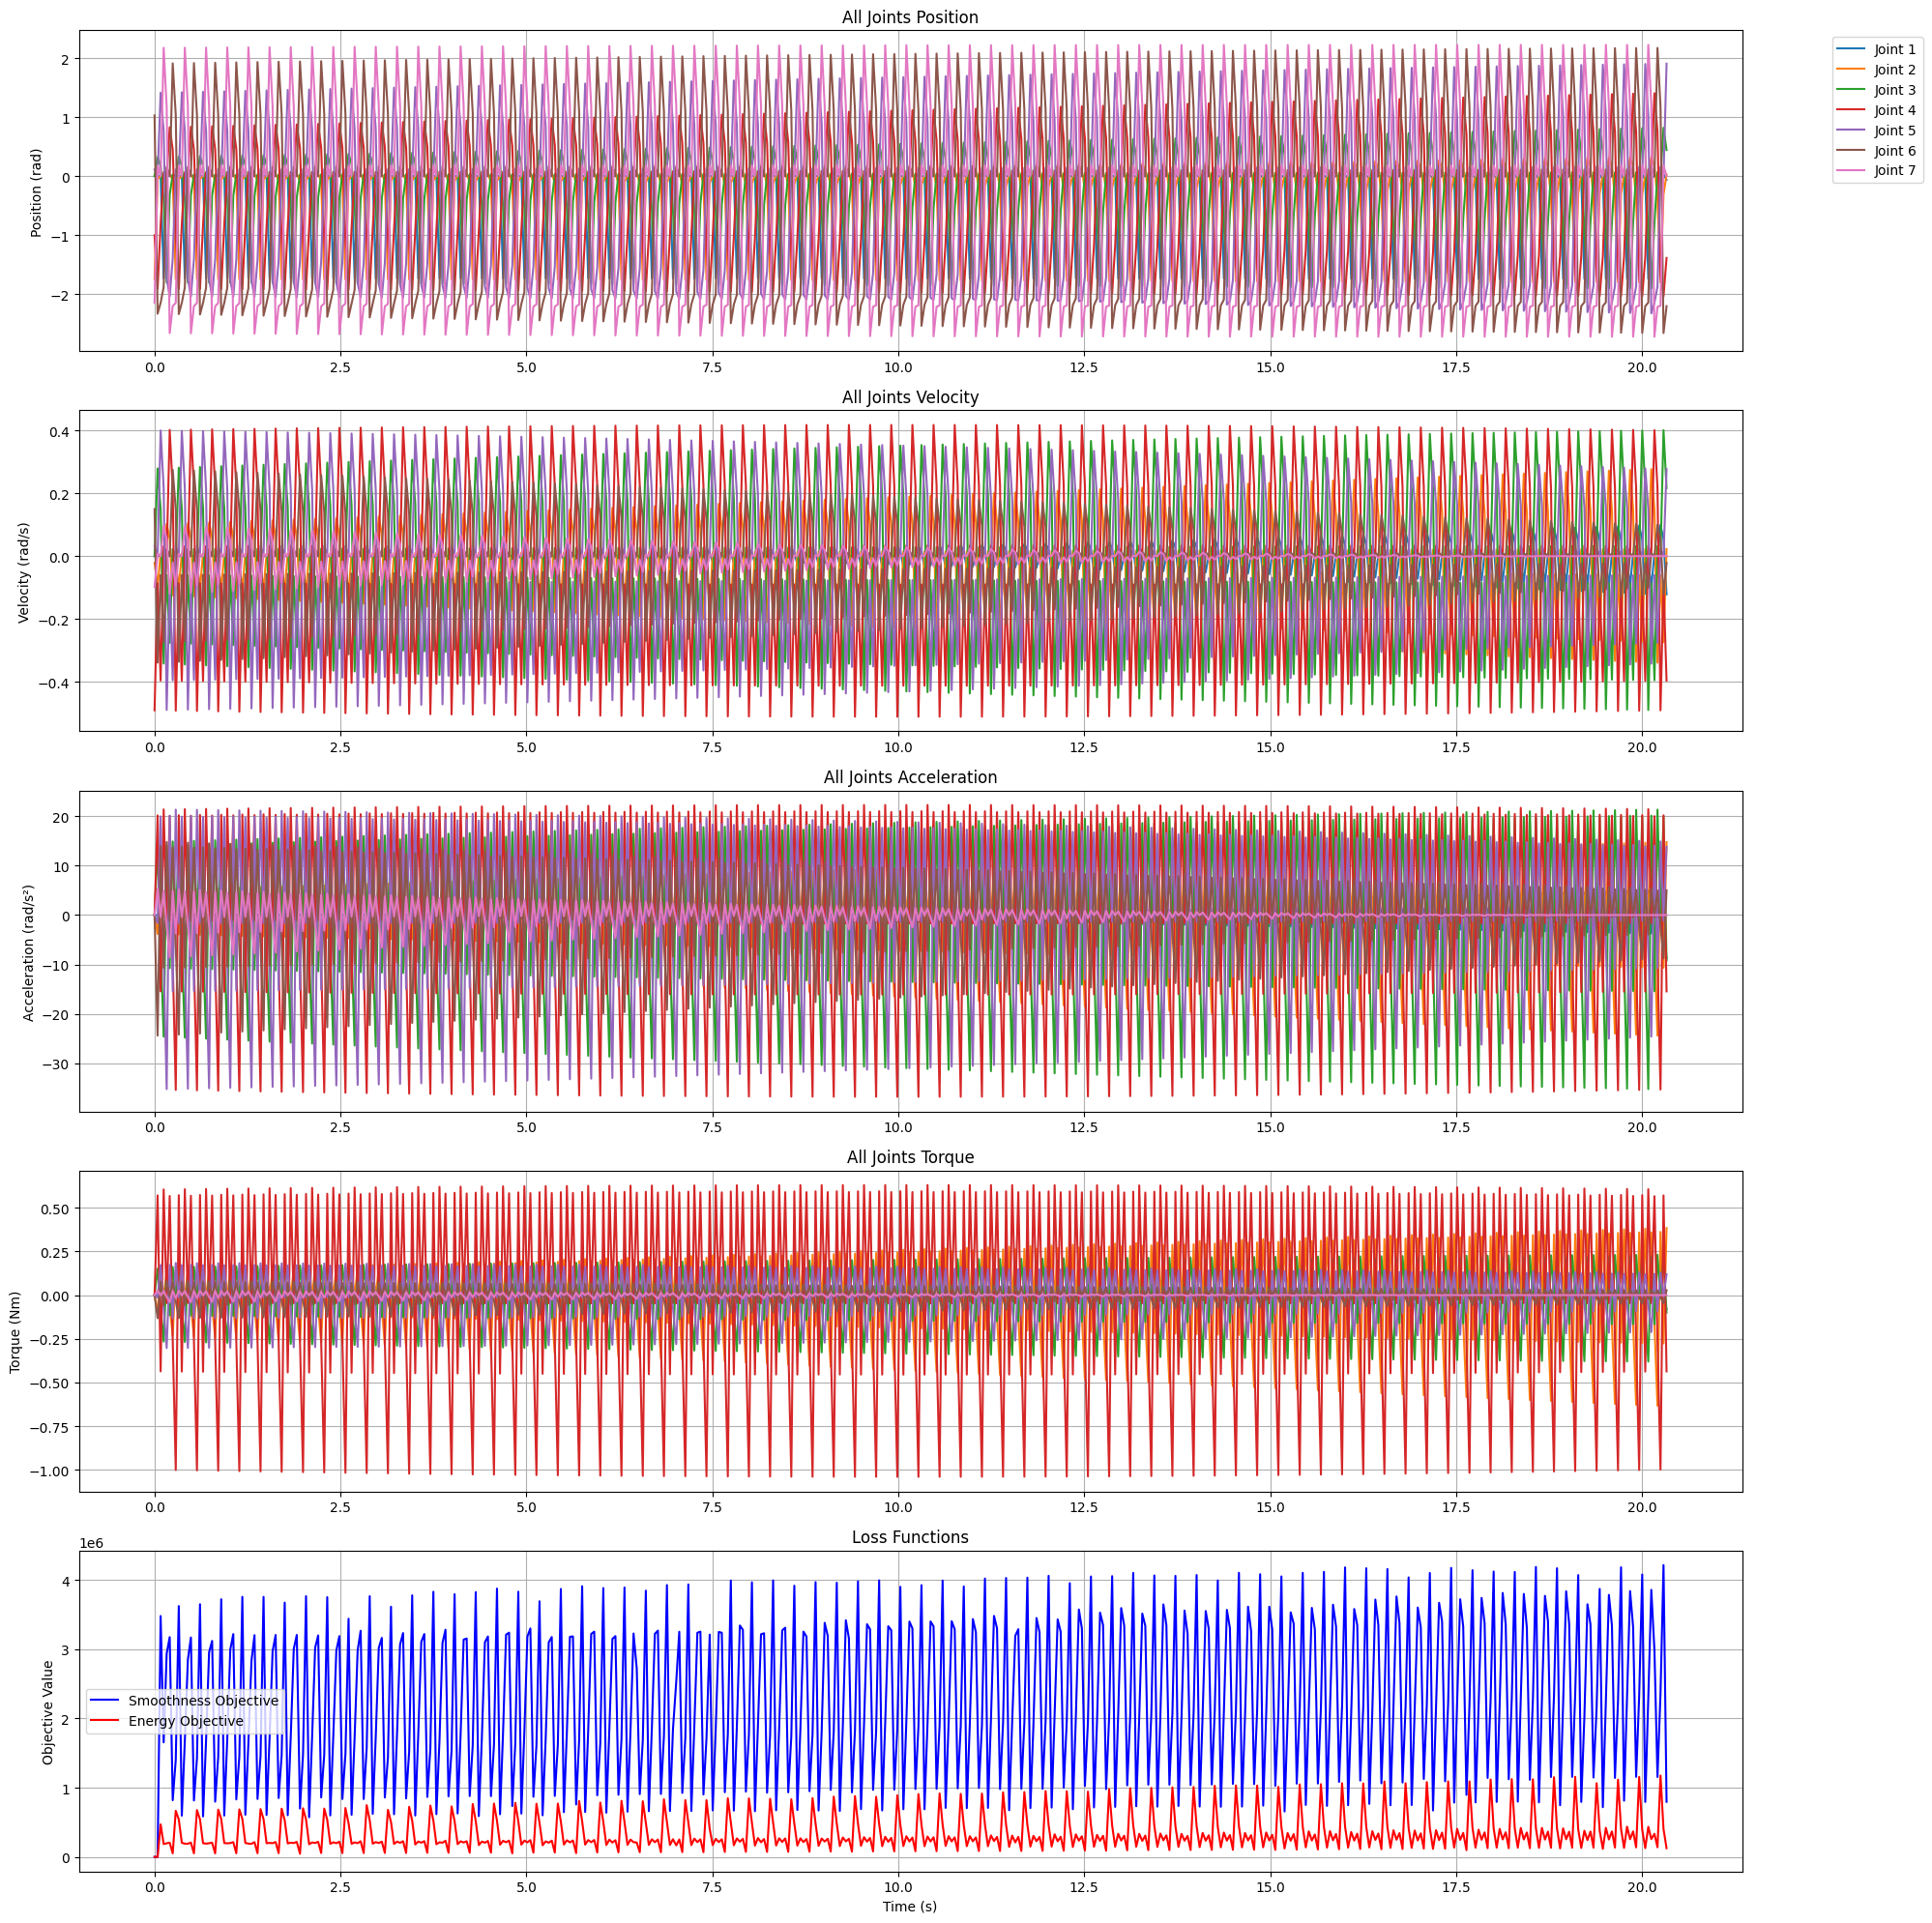 All Joints Position
Position (rad)
2
1
0
−1
−2
0.0 2.5 5.0 7.5 10.0 12.5 15.0 17.5 20.0
Joint 1
Joint 2
Joint 3
Joint 4
Joint 5
Joint 6
Joint 7
All Joints Velocity
Velocity (rad/s)
0.4
0.2
0.0
−0.2
−0.4
0.0 2.5 5.0 7.5 10.0 12.5 15.0 17.5 20.0
All Joints Acceleration
Acceleration (rad/s²)
20
10
0
−10
−20
−30
0.0 2.5 5.0 7.5 10.0 12.5 15.0 17.5 20.0
All Joints Torque
Torque (Nm)
0.50
0.25
0.00
−0.25
−0.50
−0.75
−1.00
0.0 2.5 5.0 7.5 10.0 12.5 15.0 17.5 20.0
Loss Functions
1e6
Objective Value
4
3
2
1
0
Smoothness Objective
Energy Objective
0.0 2.5 5.0 7.5 10.0 12.5 15.0 17.5 20.0
Time (s)